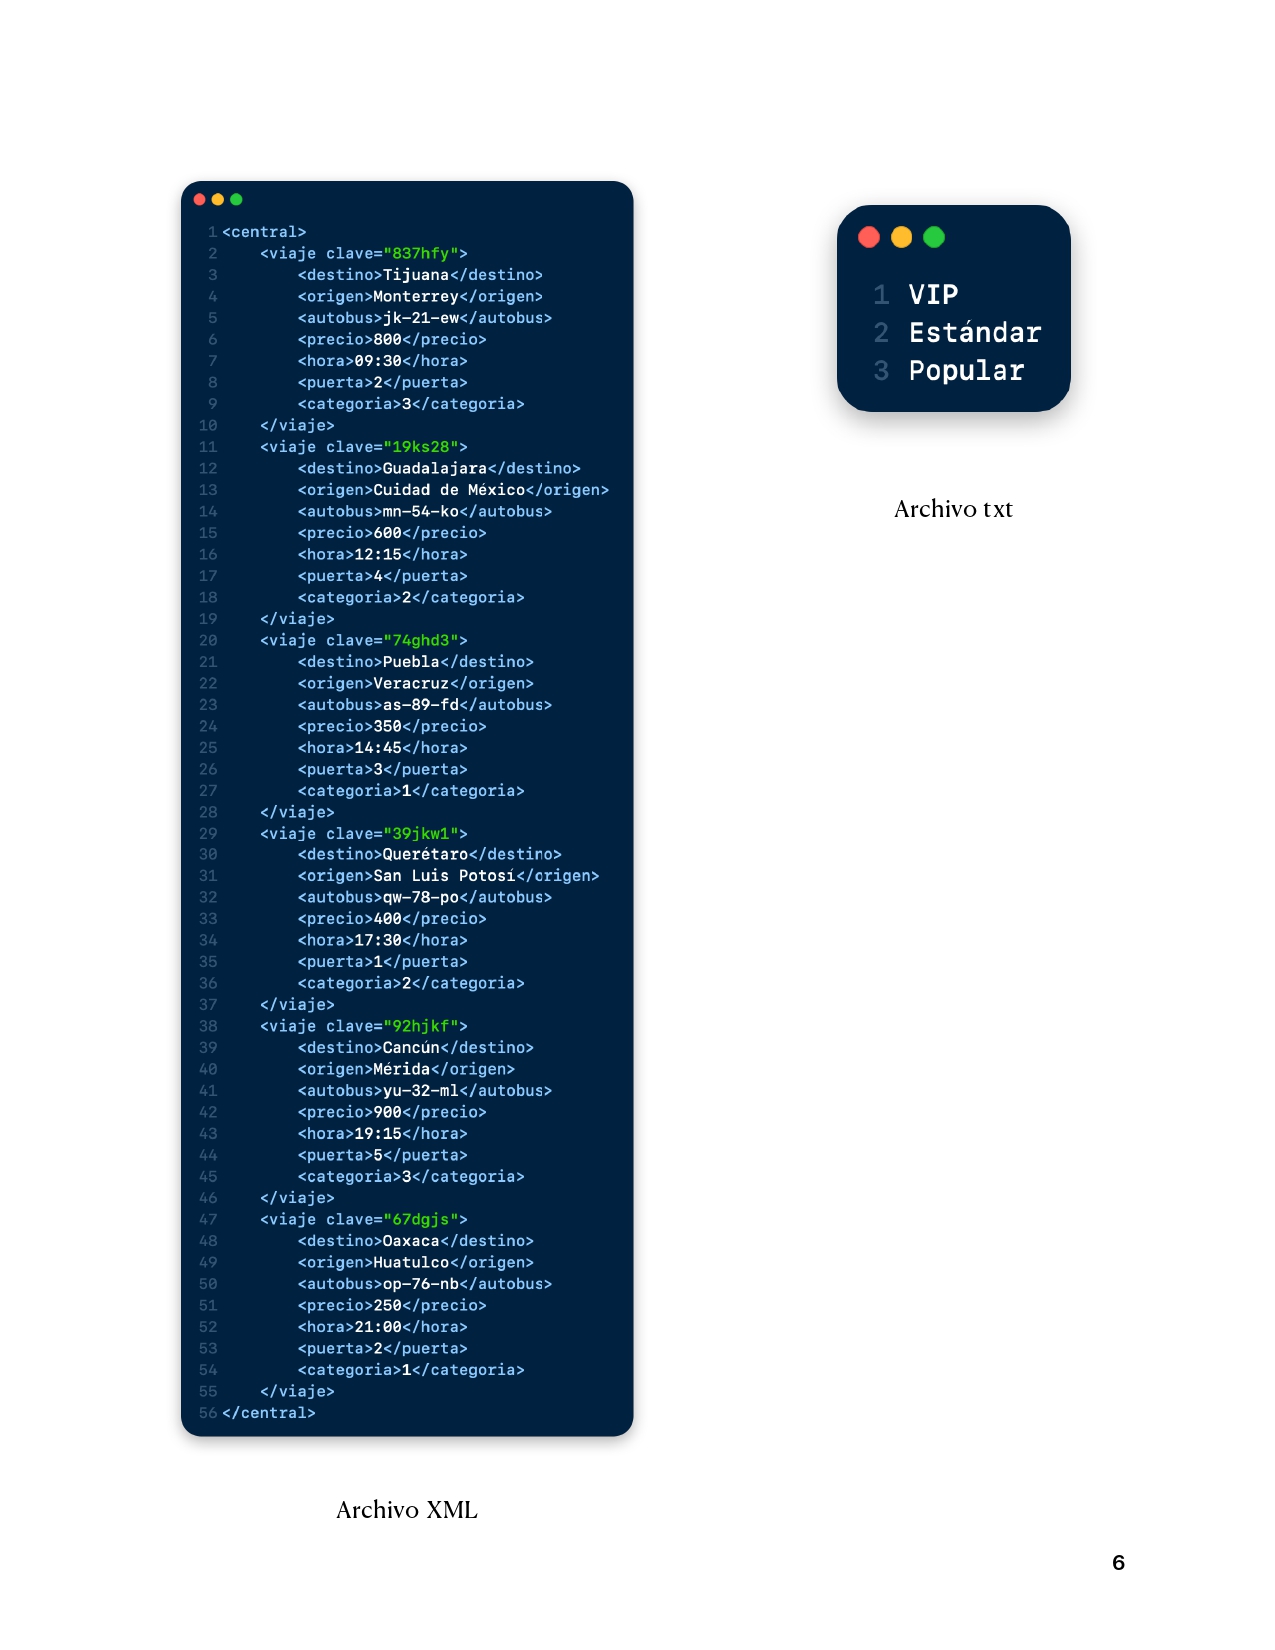 1 <central>
2     <viaje clave="837hfy">
3         <destino>Tijuana</destino>
4         <origen>Monterrey</origen>
5         <autobus>jk-21-ew</autobus>
6         <precio>800</precio>
7         <hora>09:30</hora>
8         <puerta>2</puerta>
9         <categoria>3</categoria>
10     </viaje>
11     <viaje clave="19ks28">
12         <destino>Guadalajara</destino>
13         <origen>Cuidad de México</origen>
14         <autobus>mn-54-ko</autobus>
15         <precio>600</precio>
16         <hora>12:15</hora>
17         <puerta>4</puerta>
18         <categoria>2</categoria>
19     </viaje>
20     <viaje clave="74ghd3">
21         <destino>Puebla</destino>
22         <origen>Veracruz</origen>
23         <autobus>as-89-fd</autobus>
24         <precio>350</precio>
25         <hora>14:45</hora>
26         <puerta>3</puerta>
27         <categoria>1</categoria>
28     </viaje>
29     <viaje clave="39jkw1">
30         <destino>Querétaro</destino>
31         <origen>San Luis Potosí</origen>
32         <autobus>qw-78-po</autobus>
33         <precio>400</precio>
34         <hora>17:30</hora>
35         <puerta>1</puerta>
36         <categoria>2</categoria>
37     </viaje>
38     <viaje clave="92hjkf">
39         <destino>Cancún</destino>
40         <origen>Mérida</origen>
41         <autobus>yu-32-ml</autobus>
42         <precio>900</precio>
43         <hora>19:15</hora>
44         <puerta>5</puerta>
45         <categoria>3</categoria>
46     </viaje>
47     <viaje clave="67dgjs">
48         <destino>Oaxaca</destino>
49         <origen>Huatulco</origen>
50         <autobus>op-76-nb</autobus>
51         <precio>250</precio>
52         <hora>21:00</hora>
53         <puerta>2</puerta>
54         <categoria>1</categoria>
55     </viaje>
56 </central>
Archivo XML
1 VIP
2 Estándar
3 Popular
Archivo txt
6